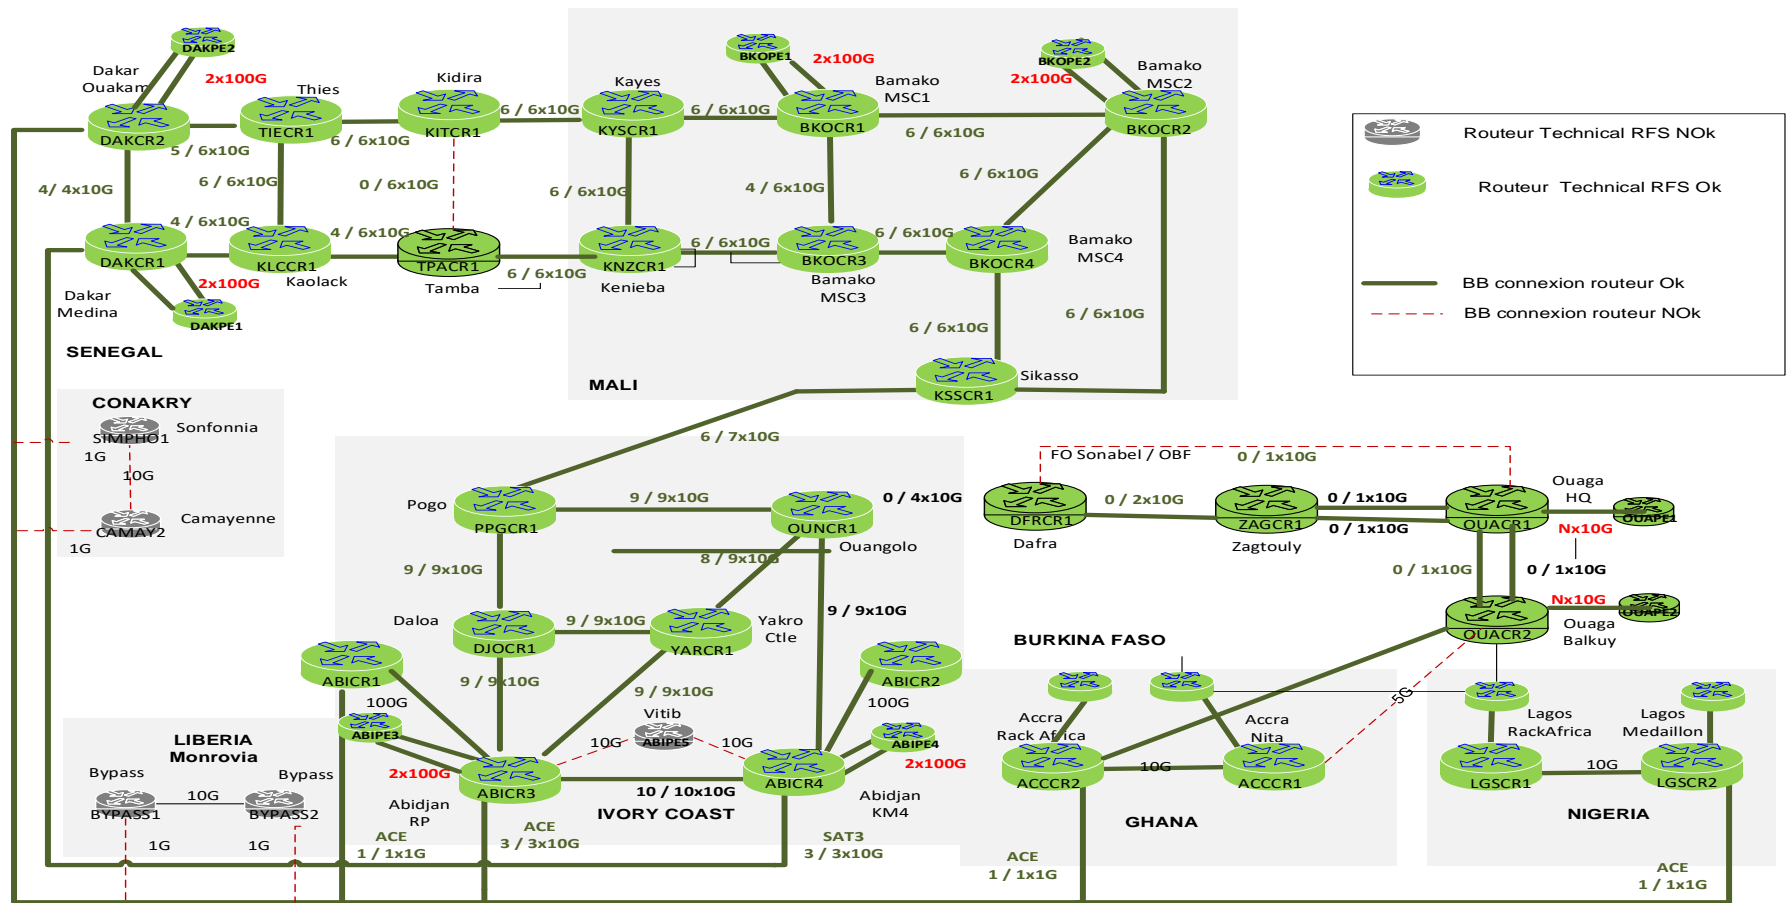 DAKPE2
2x100G
Dakar
Ouakam
DAKCR2
Thies
TIECR1
5 / 6x10G
Kidira
KITCR1
6 / 6x10G
6 / 6x10G
Kayes
KYSCR1
6 / 6x10G
BKOPE1
2x100G
Bamako
MSC1
BKOCR1
6 / 6x10G
BKOPE2
2x100G
Bamako
MSC2
BKOCR2
4/ 4x10G
6 / 6x10G
0 / 6x10G
6 / 6x10G
4 / 6x10G
6 / 6x10G
4 / 6x10G
4 / 6x10G
DAKCR1
KLCCR1
Kaolack
TPACR1
Tamba
6 / 6x10G
KNZCR1
Kenieba
6 / 6x10G
BKOCR3
Bamako
MSC3
6 / 6x10G
BKOCR4
Bamako
MSC4
Dakar
Medina
2x100G
DAKPE1
6 / 6x10G
6 / 6x10G
SENEGAL
MALI
Sikasso
KSSCR1
Routeur Technical RFS NOk
Routeur Technical RFS Ok
BB connexion routeur Ok
BB connexion routeur NOk
CONAKRY
SIMPHO1
Sonfonnia
1G
10G
CAMAY2
Camayenne
1G
6 / 7x10G
Pogo
PPGCR1
9 / 9x10G
OUNCR1
0 / 4x10G
Ouangolo
8 / 9x10G
9 / 9x10G
9 / 9x10G
Daloa
DJOCR1
9 / 9x10G
Yakro
Ctle
YARCR1
ABICR1
100G
9 / 9x10G
9 / 9x10G
ABICR2
100G
ABIPE3
Vitib
ABIPE5
10G
10G
ABIPE4
2x100G
2x100G
ABICR3
ABICR4
10 / 10x10G
Abidjan
RP
IVORY COAST
Abidjan
KM4
ACE
1 / 1x1G
ACE
3 / 3x10G
SAT3
3 / 3x10G
LIBERIA
Monrovia
Bypass
Bypass
BYPASS1
10G
BYPASS2
1G
1G
FO Sonabel / OBF
0 / 1x10G
DFRCR1
Dafra
0 / 2x10G
ZAGCR1
Zagtouly
0 / 1x10G
0 / 1x10G
Ouaga
HQ
OUACR1
OUAPE1
Nx10G
0 / 1x10G
0 / 1x10G
Nx10G
OUAPE2
OUACR2
Ouaga
Balkuy
BURKINA FASO
5G
Accra
Rack Africa
ACCCR2
10G
Accra
Nita
ACCCR1
GHANA
ACE
1 / 1x1G
Lagos
RackAfrica
LGSCR1
10G
Lagos
Medaillon
LGSCR2
NIGERIA
ACE
1 / 1x1G